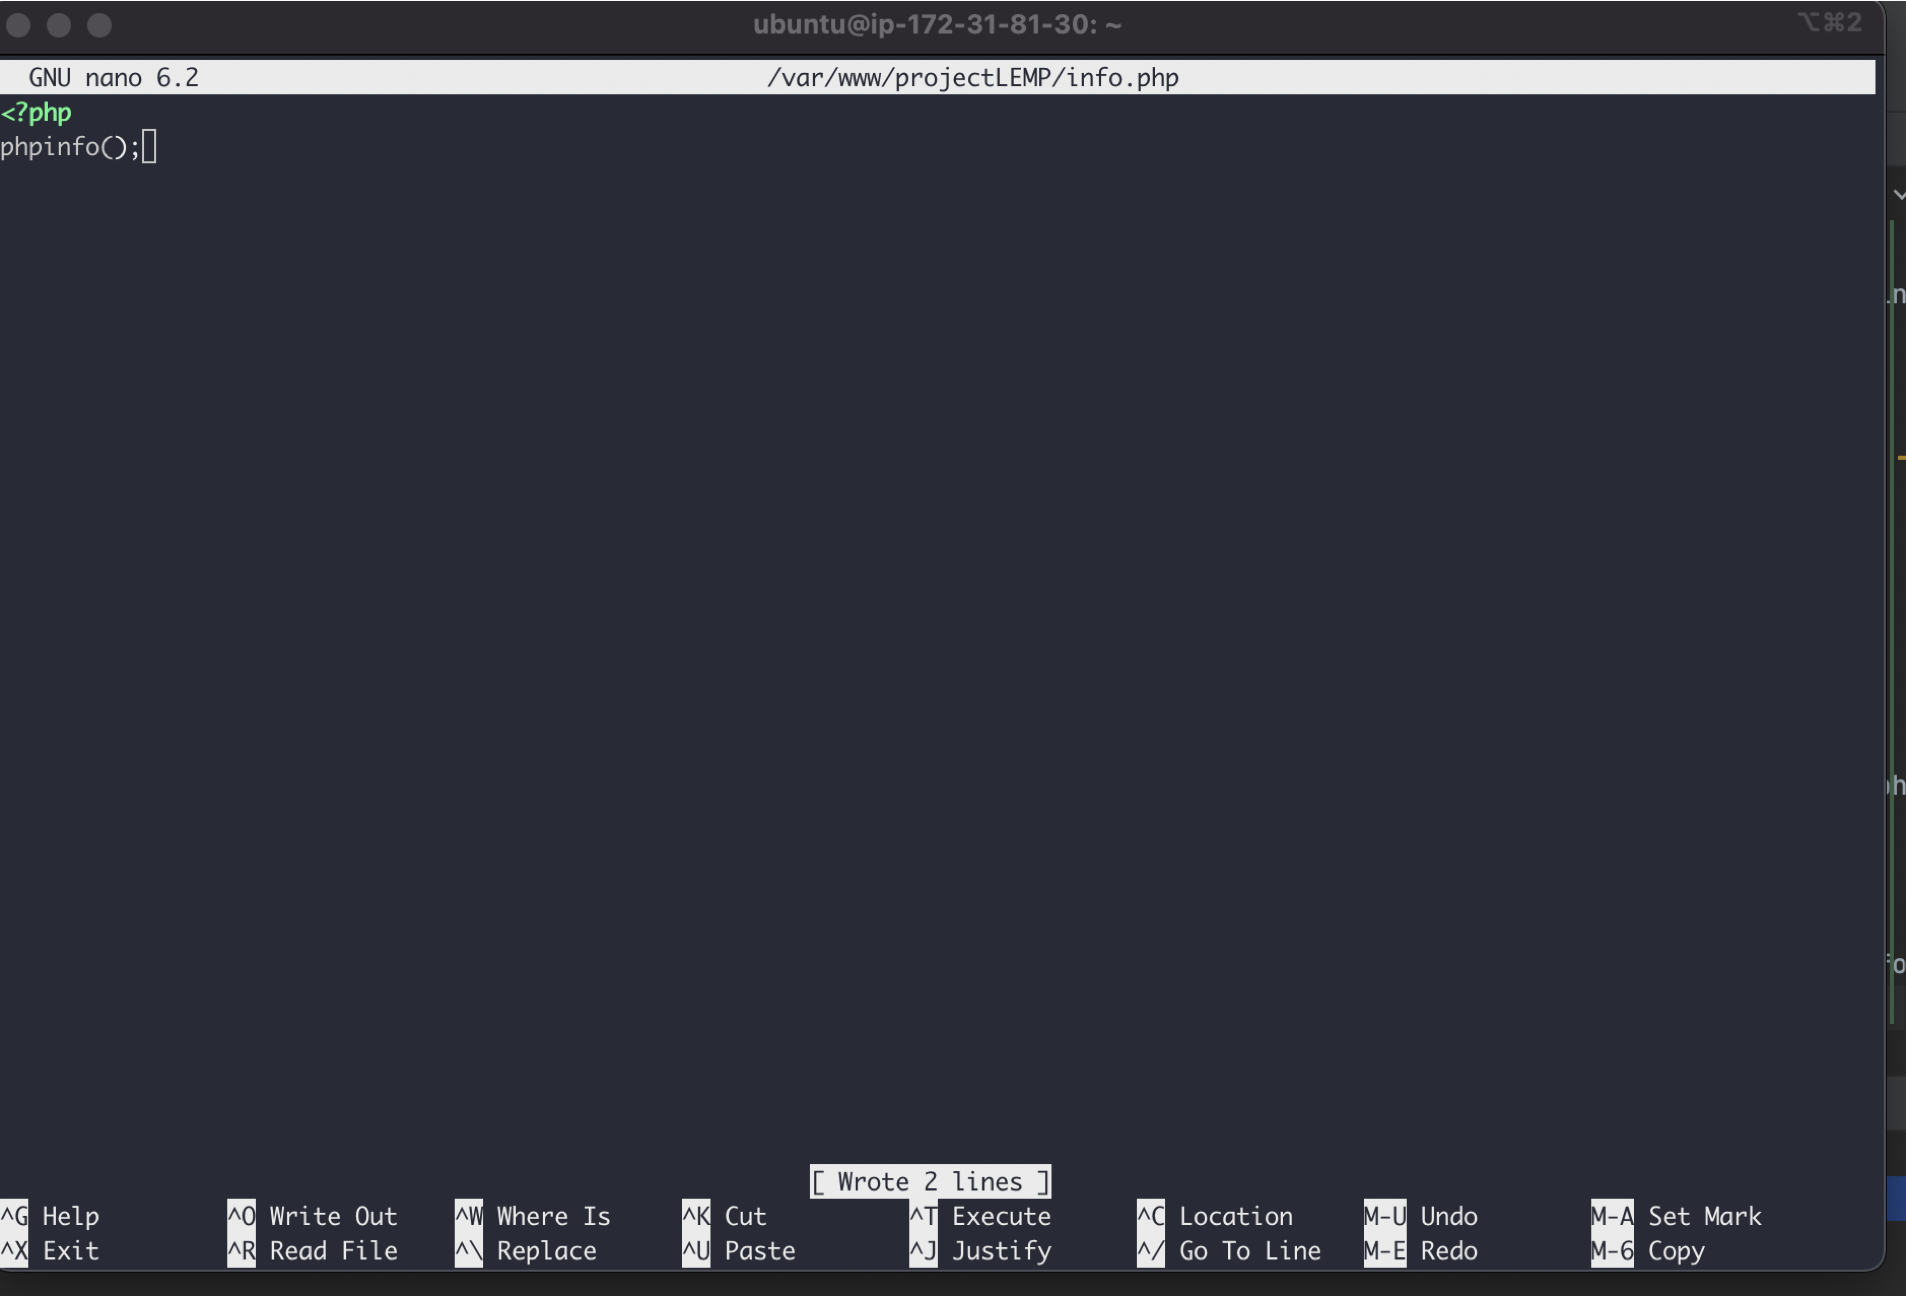 ubuntu@ip-172-31-81-30: ~ ⌥⌘2
GNU nano 6.2 /var/www/projectLEMP/info.php
<?php
phpinfo();
[ Wrote 2 lines ]
^G Help ^O Write Out ^W Where Is ^K Cut ^T Execute ^C Location M-U Undo M-A Set Mark
^X Exit ^R Read File ^\ Replace ^U Paste ^J Justify ^/ Go To Line M-E Redo M-6 Copy